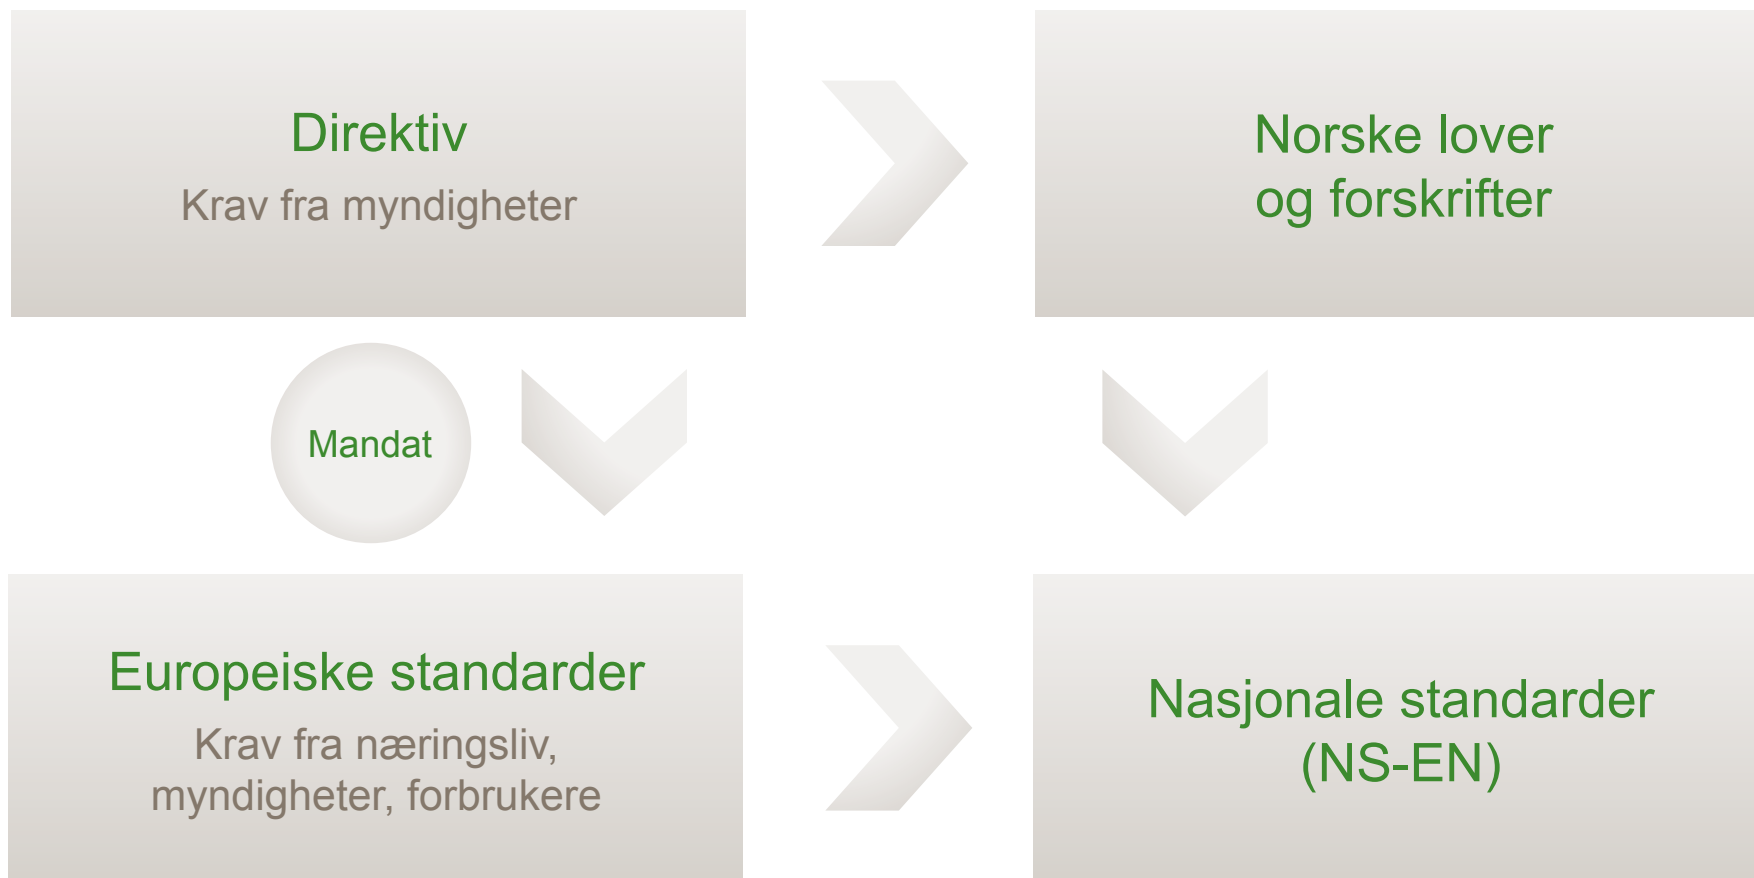 Direktiv
Krav fra myndigheter
Norske lover
og forskrifter
Mandat
Europeiske standarder
Krav fra næringsliv,
myndigheter, forbrukere
Nasjonale standarder
(NS-EN)